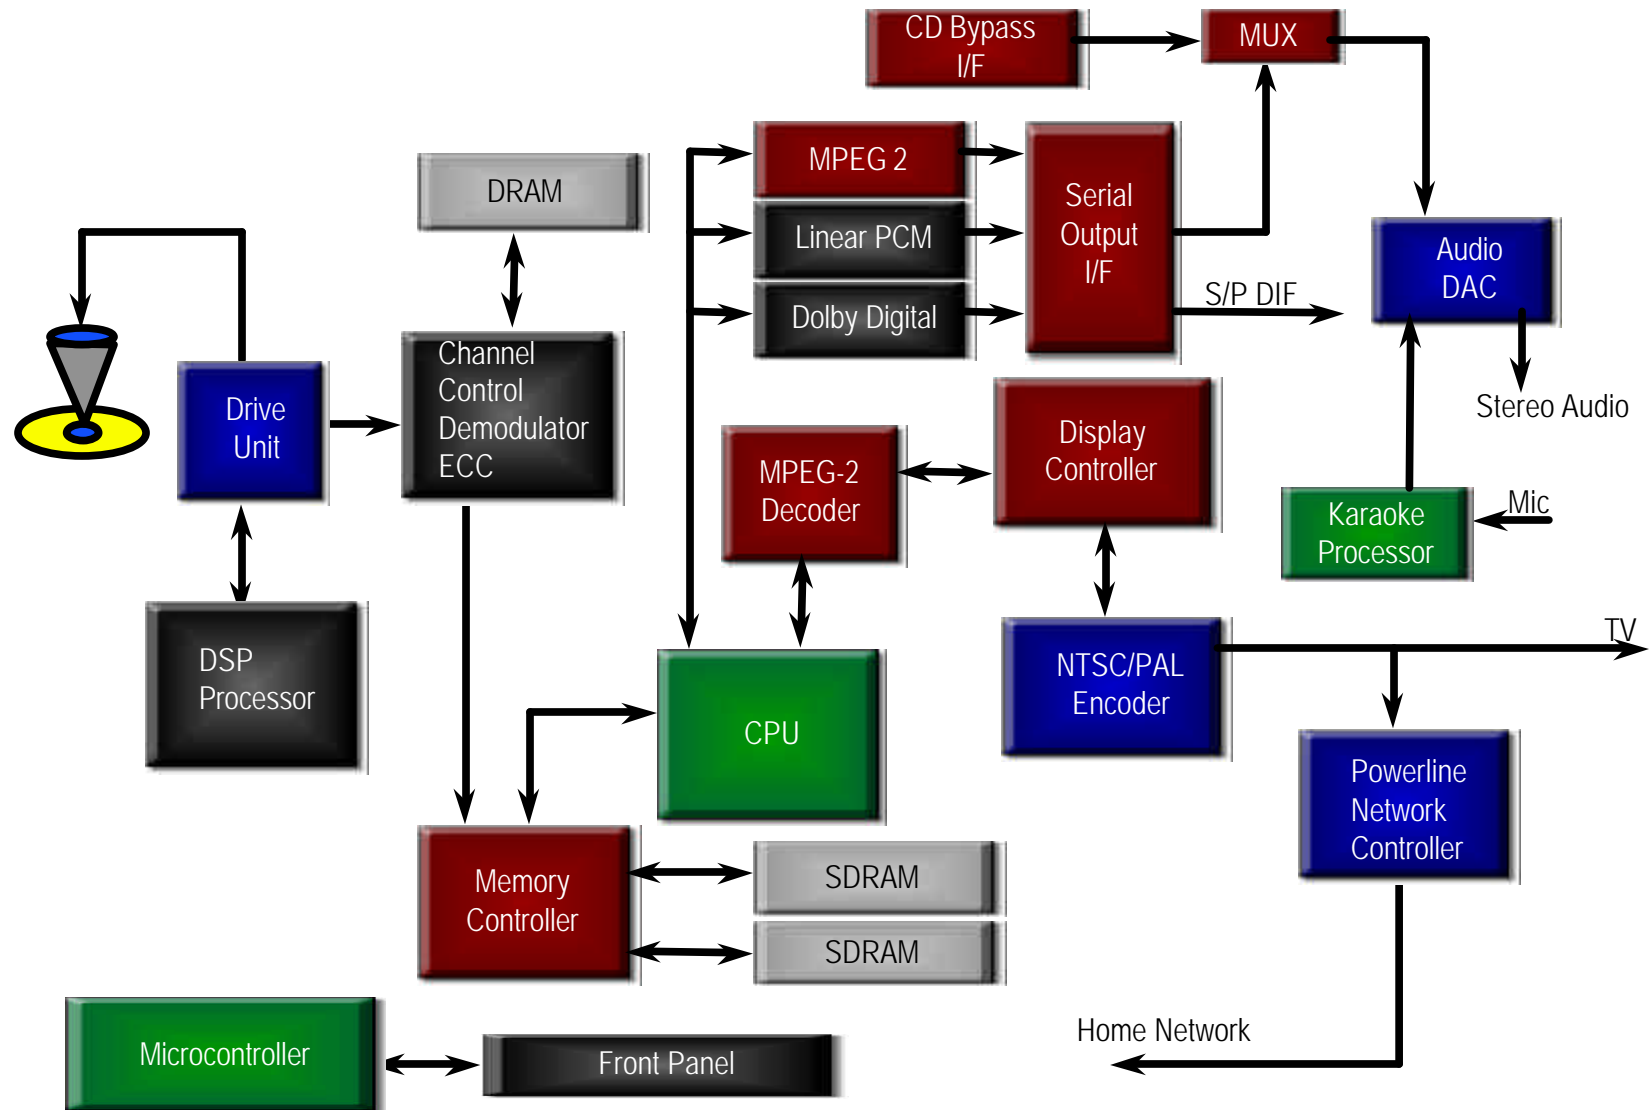 CD Bypass
I/F
MUX
MPEG 2
Linear PCM
Dolby Digital
Serial
Output
I/F
S/P DIF
Audio
DAC
Stereo Audio
DRAM
Channel
Control
Demodulator
ECC
Drive
Unit
DSP
Processor
MPEG-2
Decoder
Display
Controller
Karaoke
Processor
Mic
CPU
NTSC/PAL
Encoder
TV
Powerline
Network
Controller
Memory
Controller
SDRAM
SDRAM
Home Network
Microcontroller
Front Panel